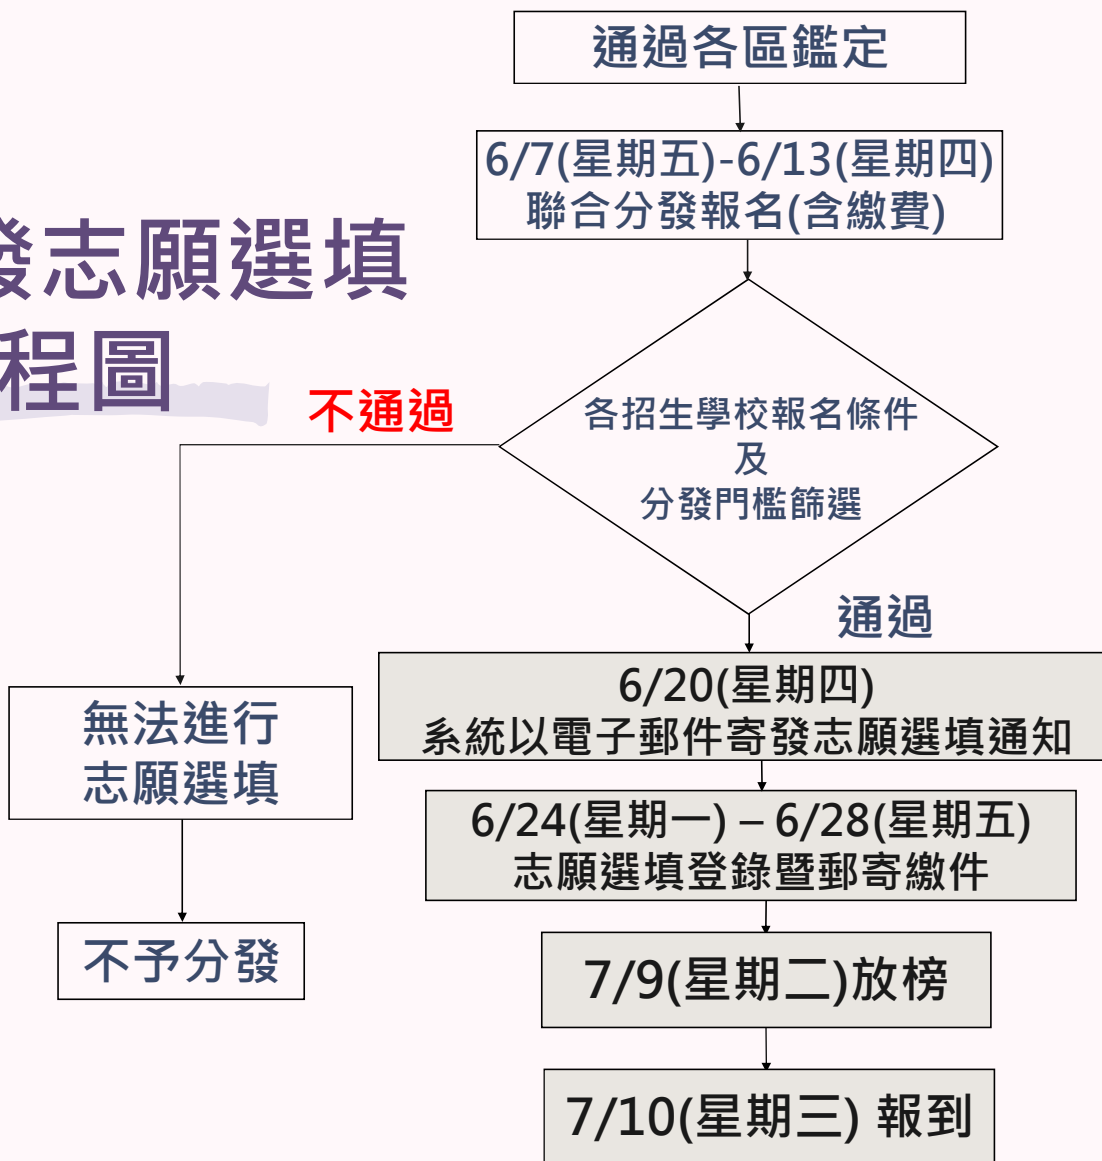 通過各區鑑定
6/7(星期五)-6/13(星期四)
聯合分發報名(含繳費)
發志願選填
程圖
不通過
各招生學校報名條件
及
分發門檻篩選
通過
6/20(星期四)
系統以電子郵件寄發志願選填通知
無法進行
志願選填
6/24(星期一) – 6/28(星期五)
志願選填登錄暨郵寄繳件
不予分發
7/9(星期二)放榜
7/10(星期三) 報到